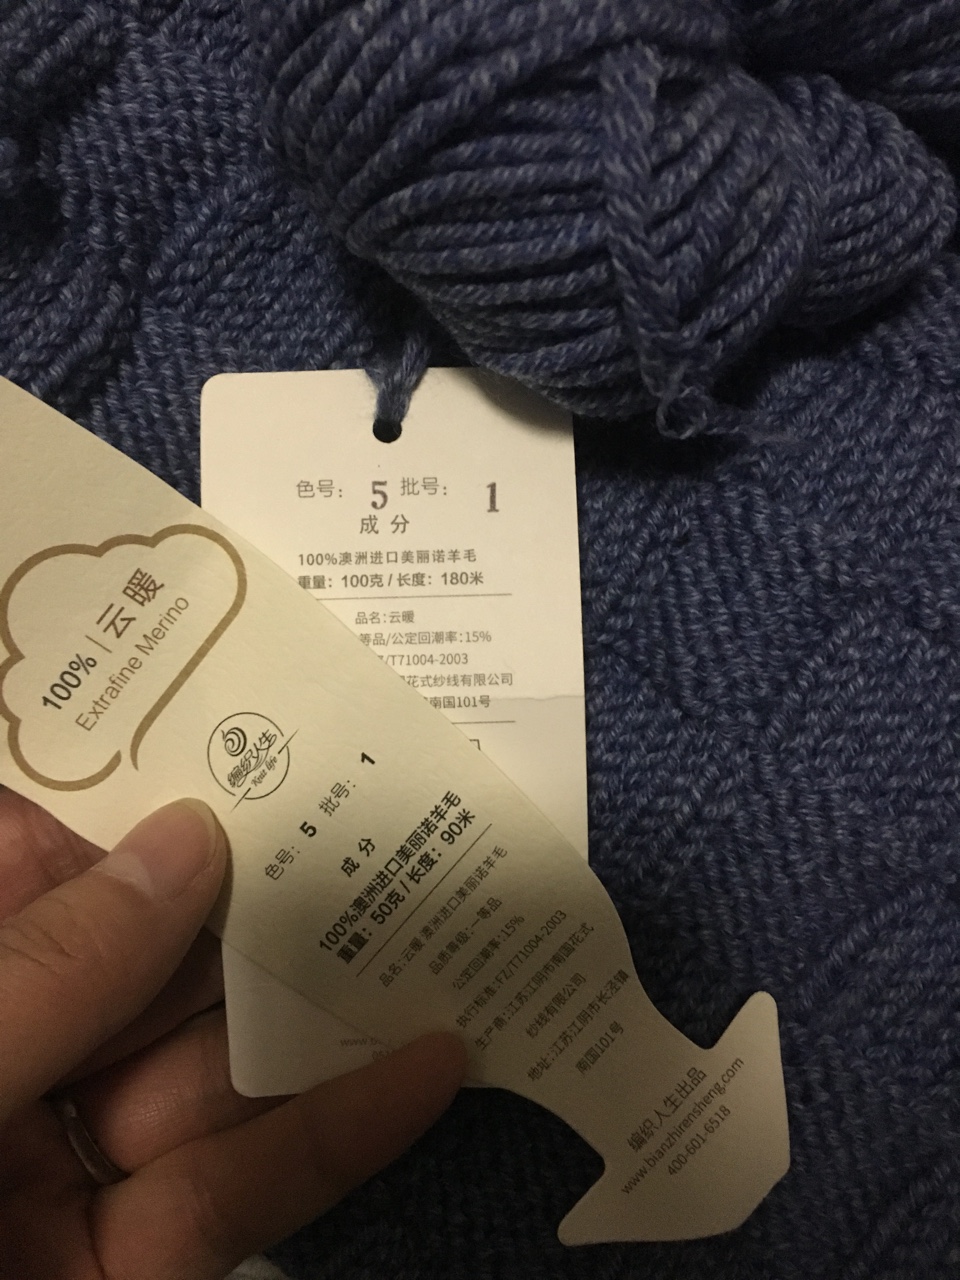 色号： 5 批号： 1
成 分
100%澳洲进口美丽诺羊毛
重量：100克 / 长度：180米
品名：云暖
等品/公定回潮率：15%
/T71004-2003
花式纱线有限公司
南国101号
100% | 云暖
Extrafine Merino
编织人生
Knit life
色号： 5 批号： 1
成 分
100%澳洲进口美丽诺羊毛
重量：50克 / 长度：90米
品名：云暖 澳洲进口美丽诺羊毛
品质等级：一等品
公定回潮率：15%
执行标准：FZ/T71004-2003
生产商：江苏江阴市南国花式
纱线有限公司
地址：江苏江阴市长泾镇
南国101号
编织人生出品
www.bianzhirensheng.com
400-601-6518